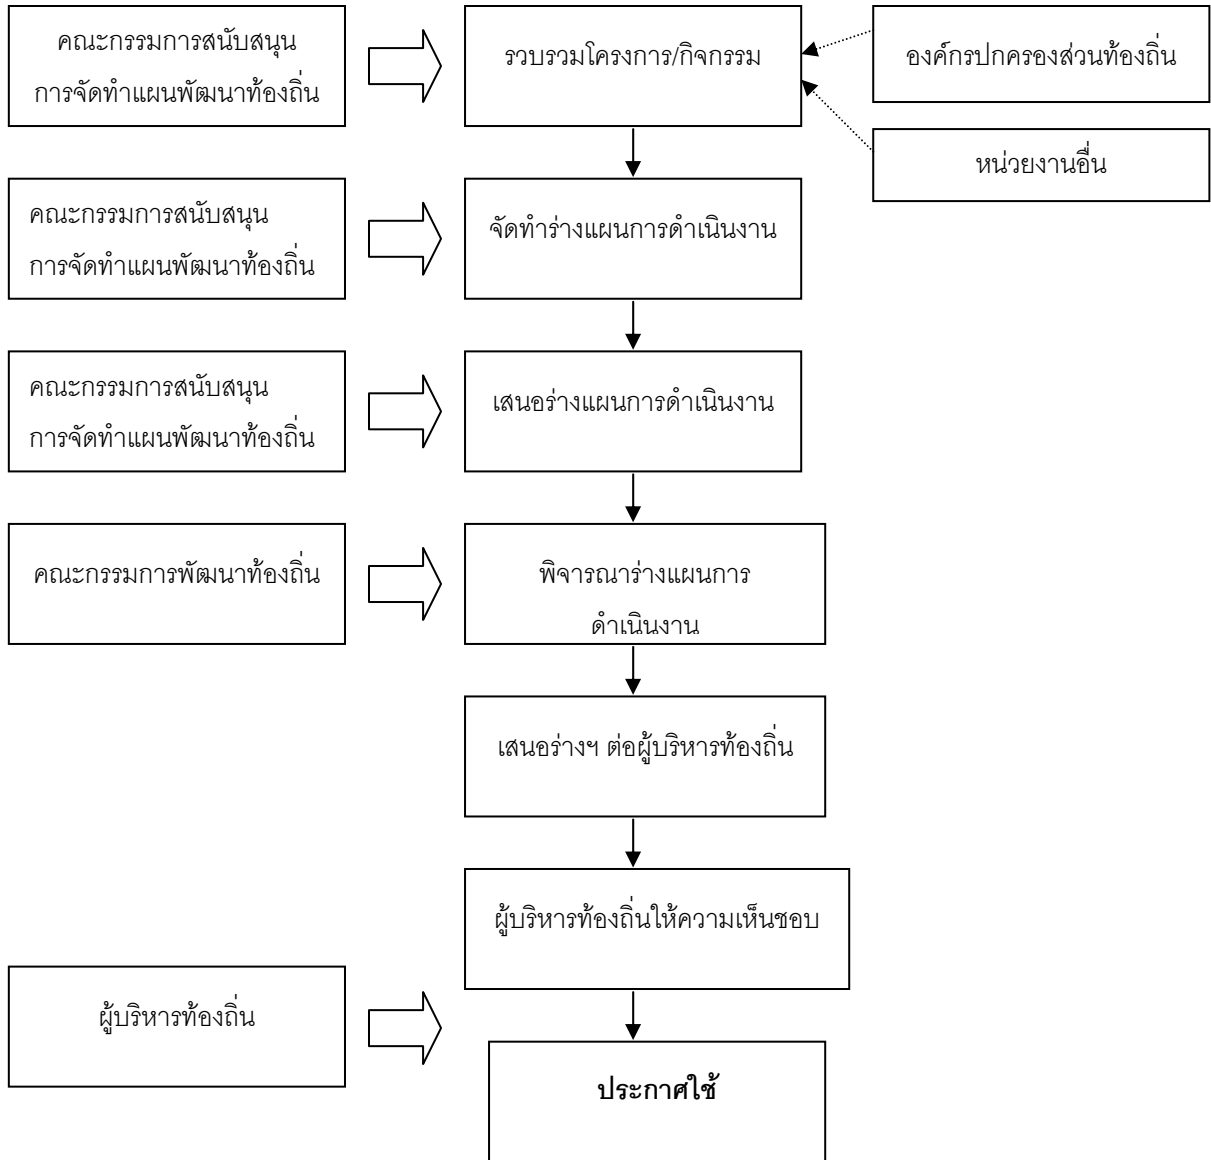 คณะกรรมการสนับสนุน
การจัดทำแผนพัฒนาท้องถิ่น
รวบรวมโครงการ/กิจกรรม
องค์กรปกครองส่วนท้องถิ่น
หน่วยงานอื่น
คณะกรรมการสนับสนุน
การจัดทำแผนพัฒนาท้องถิ่น
จัดทำร่างแผนการดำเนินงาน
คณะกรรมการสนับสนุน
การจัดทำแผนพัฒนาท้องถิ่น
เสนอร่างแผนการดำเนินงาน
คณะกรรมการพัฒนาท้องถิ่น
พิจารณาร่างแผนการ
ดำเนินงาน
เสนอร่างฯ ต่อผู้บริหารท้องถิ่น
ผู้บริหารท้องถิ่นให้ความเห็นชอบ
ผู้บริหารท้องถิ่น
ประกาศใช้